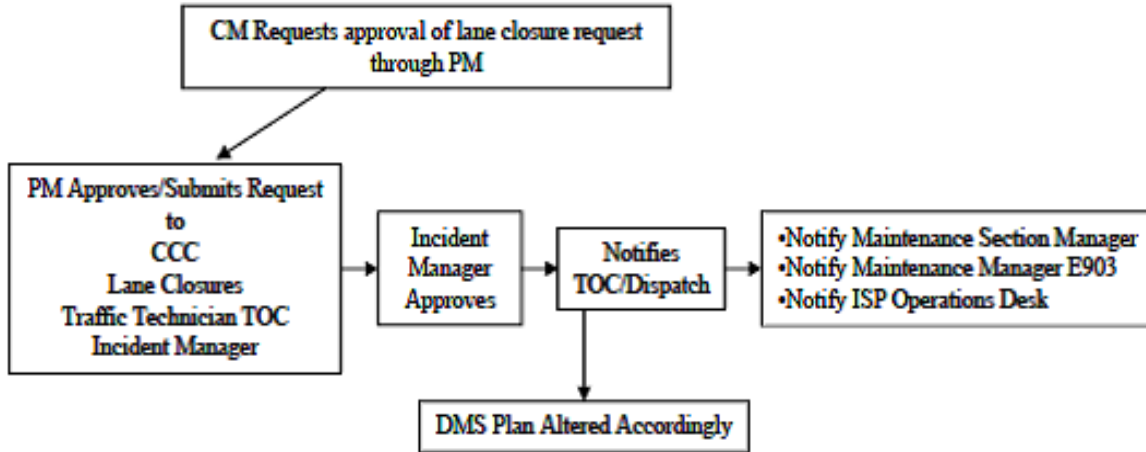 CM Requests approval of lane closure request
through PM
PM Approves/Submits Request
to
CCC
Lane Closures
Traffic Technician TOC
Incident Manager
Incident
Manager
Approves
Notifies
TOC/Dispatch
•Notify Maintenance Section Manager
•Notify Maintenance Manager E903
•Notify ISP Operations Desk
DMS Plan Altered Accordingly